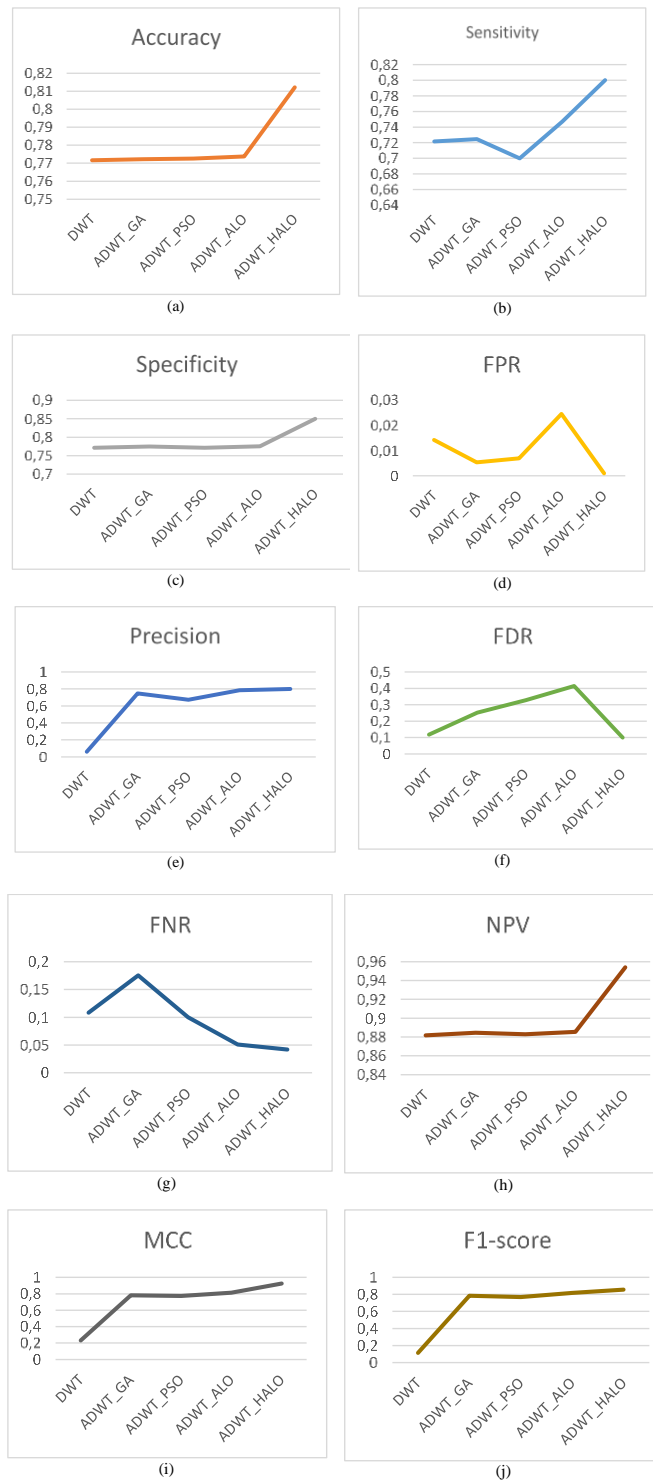 Accuracy
0,82
0,81
0,8
0,79
0,78
0,77
0,76
0,75
DWT
ADWT_GA
ADWT_PSO
ADWT_ALO
ADWT_HALO
(a)
Sensitivity
0,82
0,8
0,78
0,76
0,74
0,72
0,7
0,68
0,66
0,64
DWT
ADWT_GA
ADWT_PSO
ADWT_ALO
ADWT_HALO
(b)
Specificity
0,9
0,85
0,8
0,75
0,7
DWT
ADWT_GA
ADWT_PSO
ADWT_ALO
ADWT_HALO
(c)
FPR
0,03
0,02
0,01
0
DWT
ADWT_GA
ADWT_PSO
ADWT_ALO
ADWT_HALO
(d)
Precision
1
0,8
0,6
0,4
0,2
0
DWT
ADWT_GA
ADWT_PSO
ADWT_ALO
ADWT_HALO
(e)
FDR
0,5
0,4
0,3
0,2
0,1
0
DWT
ADWT_GA
ADWT_PSO
ADWT_ALO
ADWT_HALO
(f)
FNR
0,2
0,15
0,1
0,05
0
DWT
ADWT_GA
ADWT_PSO
ADWT_ALO
ADWT_HALO
(g)
NPV
0,96
0,94
0,92
0,9
0,88
0,86
0,84
DWT
ADWT_GA
ADWT_PSO
ADWT_ALO
ADWT_HALO
(h)
MCC
1
0,8
0,6
0,4
0,2
0
DWT
ADWT_GA
ADWT_PSO
ADWT_ALO
ADWT_HALO
(i)
F1-score
1
0,8
0,6
0,4
0,2
0
DWT
ADWT_GA
ADWT_PSO
ADWT_ALO
ADWT_HALO
(j)